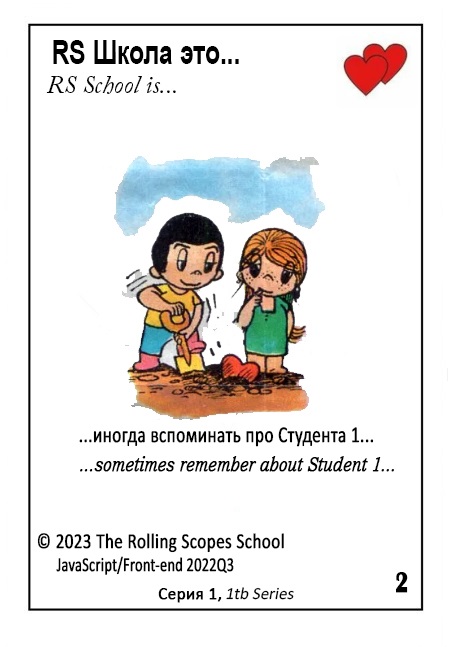 RS Школа это...
RS School is...
...иногда вспоминать про Студента 1...
...sometimes remember about Student 1...
© 2023 The Rolling Scopes School
JavaScript/Front-end 2022Q3
2
Серия 1, 1tb Series